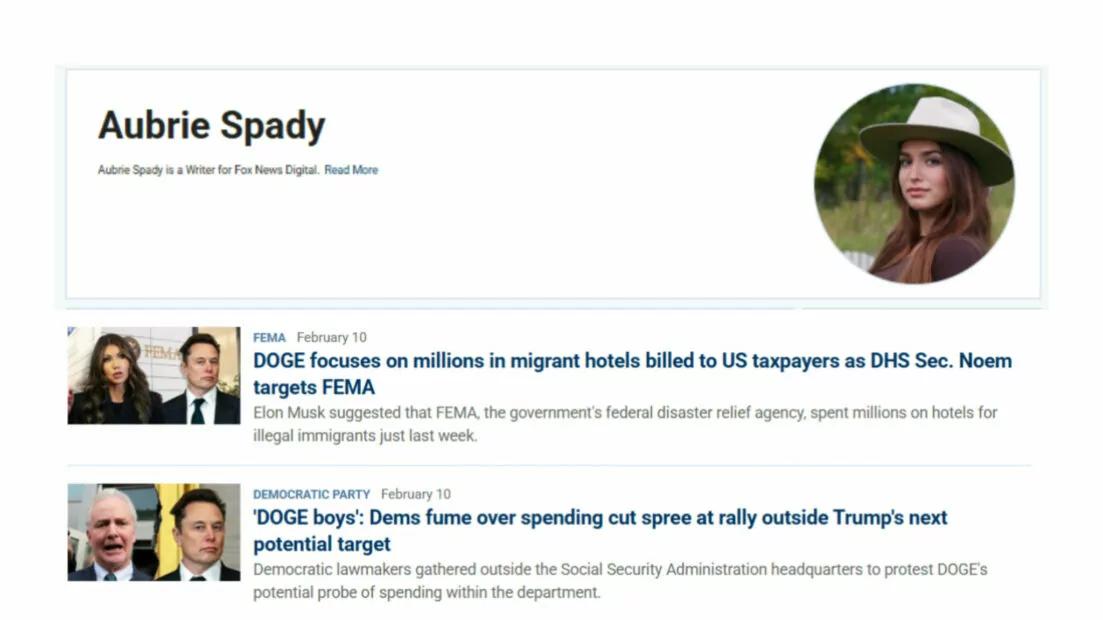 Aubrie Spady
Aubrie Spady is a Writer for Fox News Digital. Read More
FEMA
FEMA February 10
DOGE focuses on millions in migrant hotels billed to US taxpayers as DHS Sec. Noem
targets FEMA
Elon Musk suggested that FEMA, the government's federal disaster relief agency, spent millions on hotels for
illegal immigrants just last week.
DEMOCRATIC PARTY February 10
'DOGE boys': Dems fume over spending cut spree at rally outside Trump's next
potential target
Democratic lawmakers gathered outside the Social Security Administration headquarters to protest DOGE's
potential probe of spending within the department.